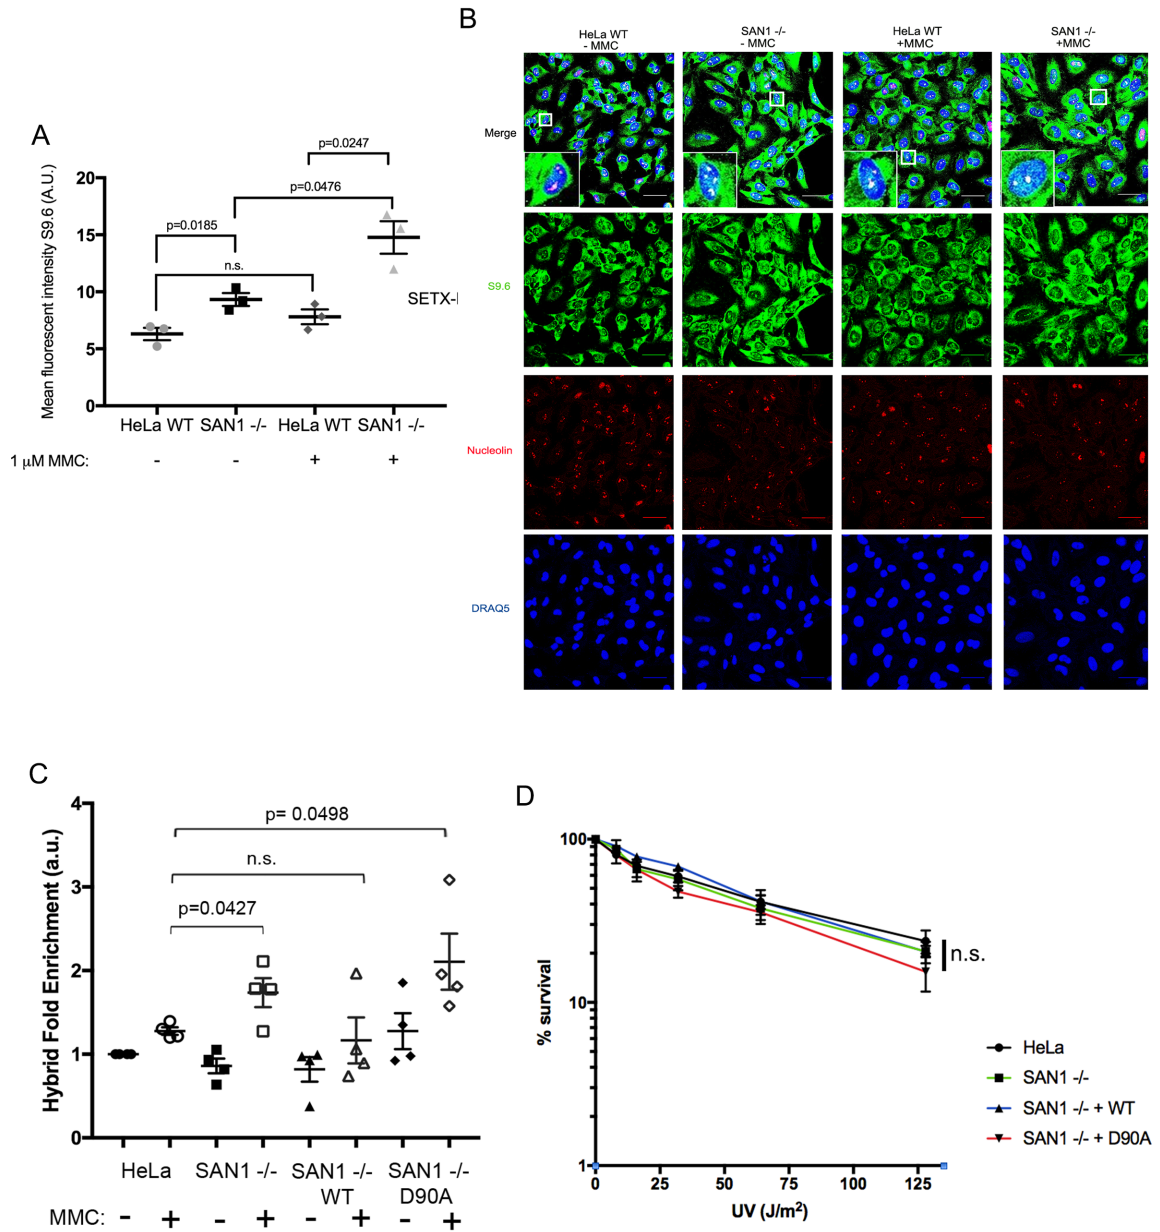 A
Mean fluorescent intensity S9.6 (A.U.)
20
15
10
5
0
p=0.0247
p=0.0476
p=0.0185
n.s.
SETX-
HeLa WT SAN1 -/- HeLa WT SAN1 -/-
1 μM MMC: - - + +
B
HeLa WT
- MMC
SAN1 -/-
- MMC
HeLa WT
+MMC
SAN1 -/-
+MMC
Merge
S9.6
Nucleolin
DRAQ5
C
Hybrid Fold Enrichment (a.u.)
4
3
2
1
0
p= 0.0498
n.s.
p=0.0427
HeLa
SAN1 -/-
SAN1 -/-
WT
SAN1 -/-
D90A
MMC: - + - + - + - +
D
% survival
100
10
1
0 25 50 75 100 125
UV (J/m²)
n.s.
HeLa
SAN1 -/-
SAN1 -/- + WT
SAN1 -/- + D90A